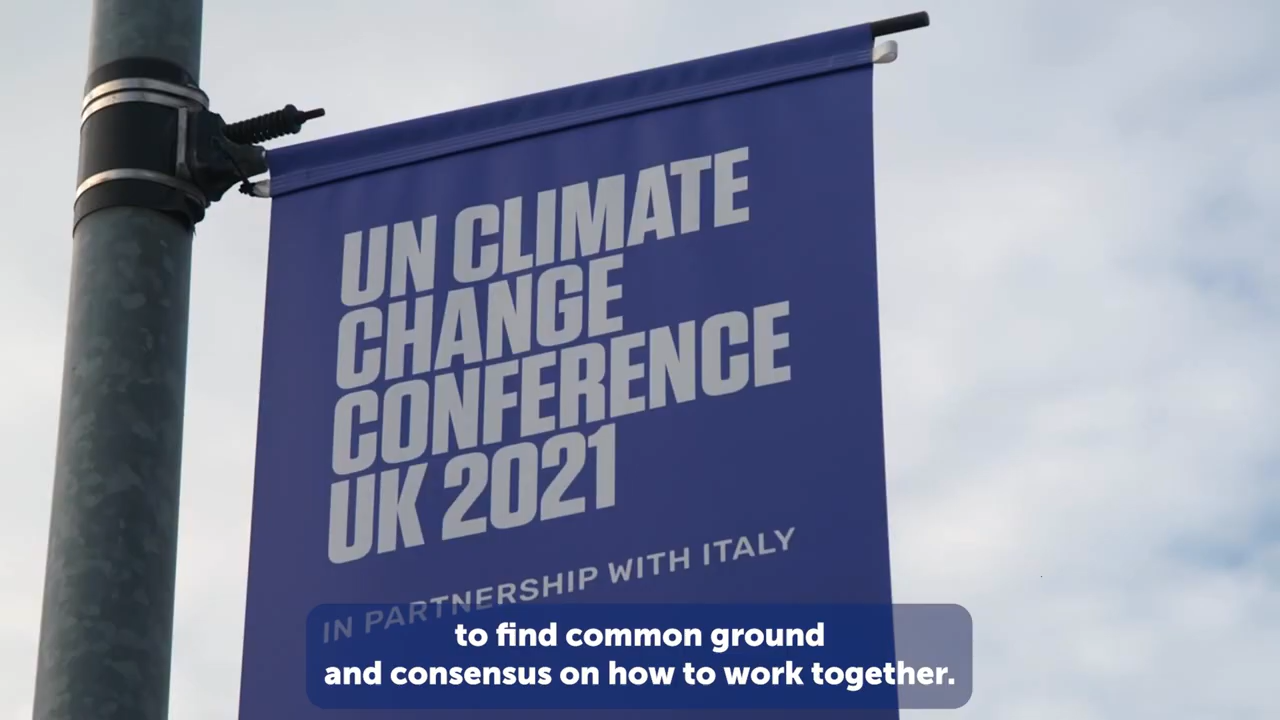 UN CLIMATE
CHANGE
CONFERENCE
UK 2021
IN PARTNERSHIP WITH ITALY
to find common ground
and consensus on how to work together.